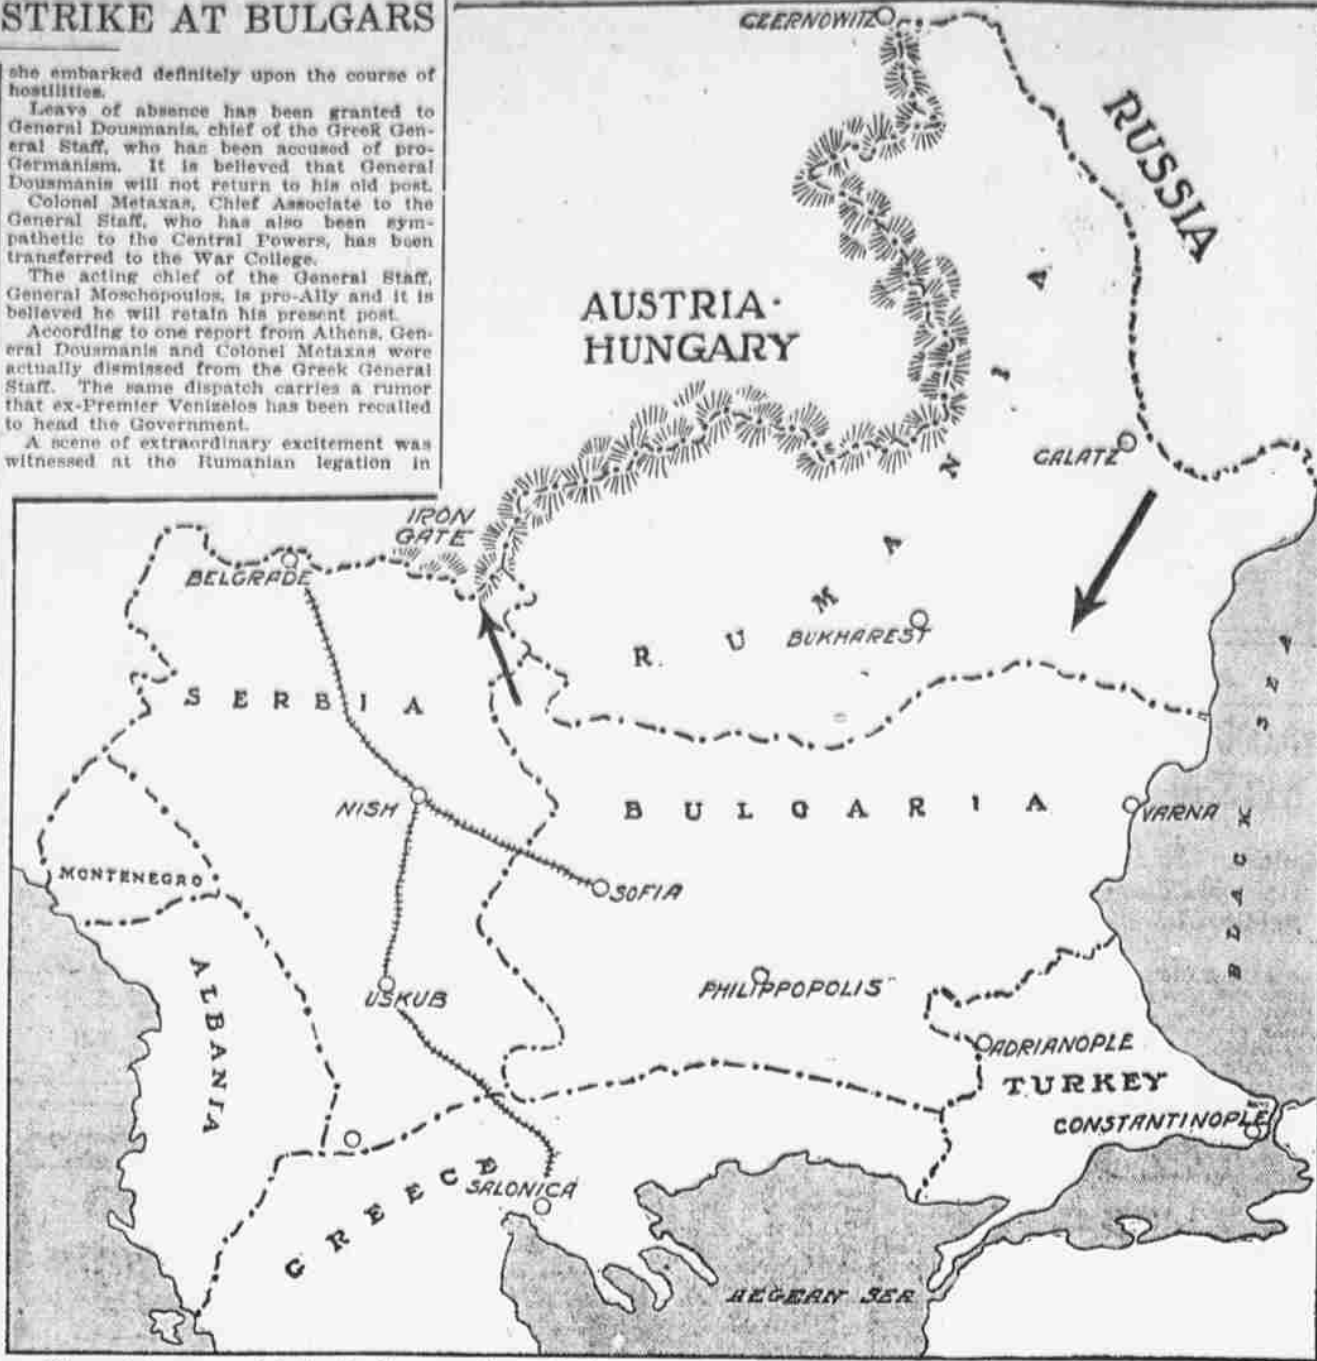 STRIKE AT BULGARS
she embarked definitely upon the course of
hostilities.
Leave of absence has been granted to
General Dousmanis, chief of the Greek Gen-
eral Staff, who has been accused of pro-
Germanism. It is believed that General
Dousmanis will not return to his old post.
Colonel Metaxas, Chief Associate to the
General Staff, who has also been sym-
pathetic to the Central Powers, has been
transferred to the War College.
The acting chief of the General Staff,
General Moschopoulos, is pro-Ally and it is
believed he will retain his present post.
According to one report from Athens, Gen-
eral Dousmanis and Colonel Metaxas were
actually dismissed from the Greek General
Staff. The same dispatch carries a rumor
that ex-Premier Venizelos has been recalled
to head the Government.
A scene of extraordinary excitement was
witnessed at the Rumanian legation in
CZERNOWITZ
RUSSIA
AUSTRIA-
HUNGARY
GALATZ
IRON
GATE
BELGRADE
RUMANIA
BUKHAREST
SERBIA
NISH
BULGARIA
VARNA
BLACK SEA
MONTENEGRO
SOFIA
ALBANIA
USKUB
PHILIPPOPOLIS
ADRIANOPLE
TURKEY
CONSTANTINOPLE
GREECE
SALONICA
AEGEAN SEA